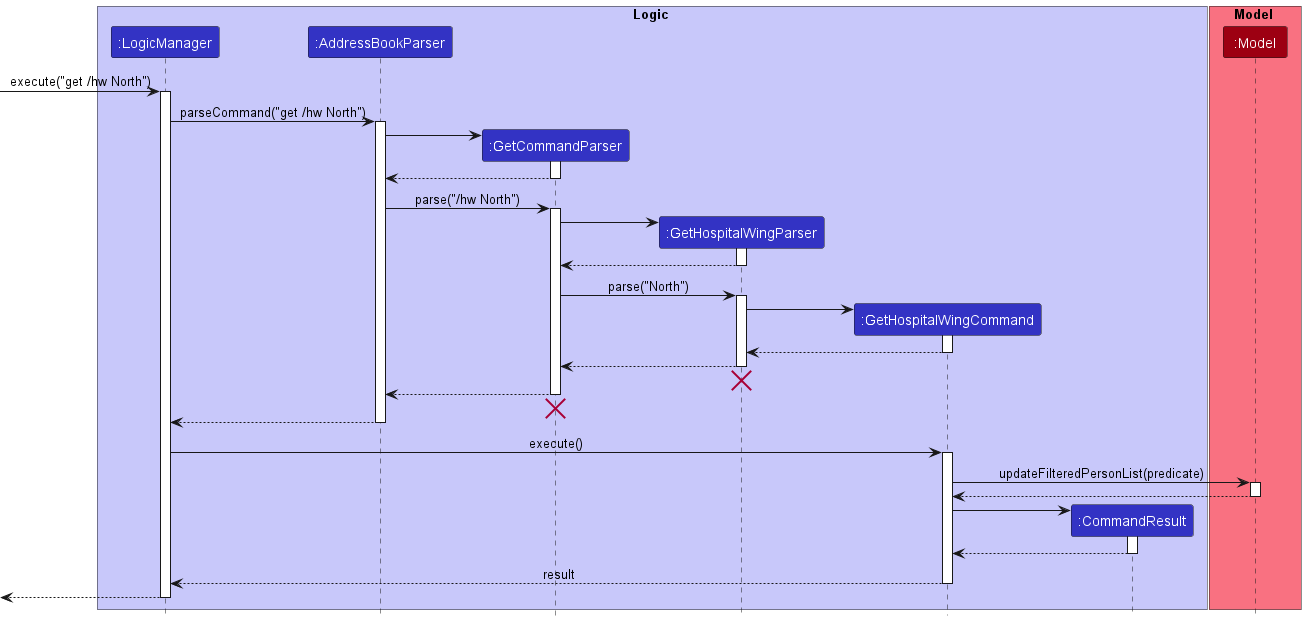 Logic
Model
:LogicManager
:AddressBookParser
:Model
execute("get /hw North")
parseCommand("get /hw North")
:GetCommandParser
parse("/hw North")
:GetHospitalWingParser
parse("North")
:GetHospitalWingCommand
execute()
updateFilteredPersonList(predicate)
:CommandResult
result